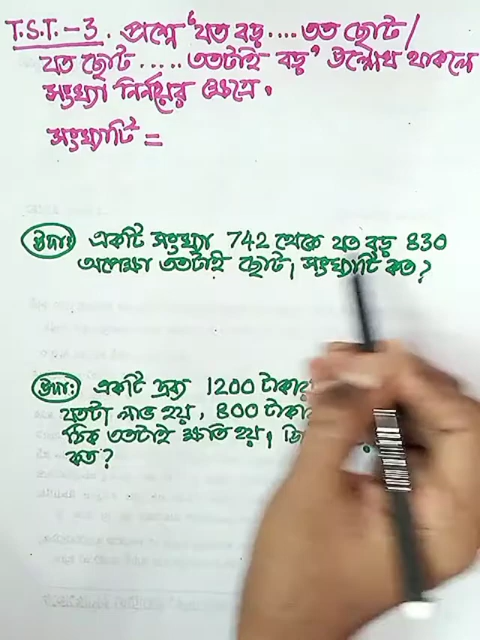 T.S.T.-3. প্রশ্নে "যত বড় .... তত ছোট /
যত ছোট ..... ততটাই বড়" উল্লেখ থাকলে
সংখ্যা নির্নয়ের ক্ষেত্রে.
সংখ্যাটি =
উদা: একটি সংখ্যা 742 থেকে যত বড় 830
অপেক্ষা ততটাই ছোট, সংখ্যাটি কত?
উদা: একটি দ্রব্য 1200 টাকায়
যতটা লাভ হয়, 800 টাকা
ঠিক ততটাই ক্ষতি হয়,
কত?